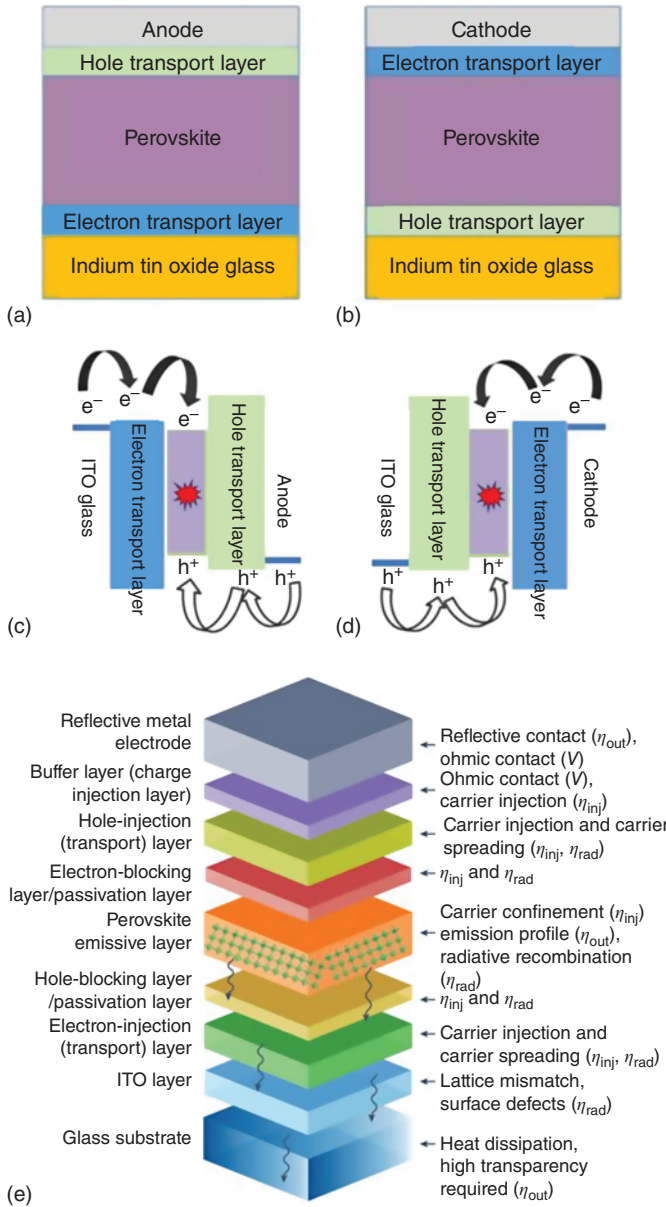 Anode
Hole transport layer
Perovskite
Electron transport layer
Indium tin oxide glass
(a)
Cathode
Electron transport layer
Perovskite
Hole transport layer
Indium tin oxide glass
(b)
e⁻
e⁻
e⁻
ITO glass
Electron transport layer
Hole transport layer
Anode
h⁺
h⁺
h⁺
(c)
e⁻
e⁻
e⁻
ITO glass
Hole transport layer
Electron transport layer
Cathode
h⁺
h⁺
h⁺
(d)
Reflective metal
electrode
Buffer layer (charge
injection layer)
Hole-injection
(transport) layer
Electron-blocking
layer/passivation layer
Perovskite
emissive layer
Hole-blocking layer
/passivation layer
Electron-injection
(transport) layer
ITO layer
Glass substrate
Reflective contact (η_out),
ohmic contact (V)
Ohmic contact (V),
carrier injection (η_inj)
Carrier injection and carrier
spreading (η_inj, η_rad)
η_inj and η_rad
Carrier confinement (η_inj)
emission profile (η_out),
radiative recombination
(η_rad)
η_inj and η_rad
Carrier injection and
carrier spreading (η_inj, η_rad)
Lattice mismatch,
surface defects (η_rad)
Heat dissipation,
high transparency
required (η_out)
(e)